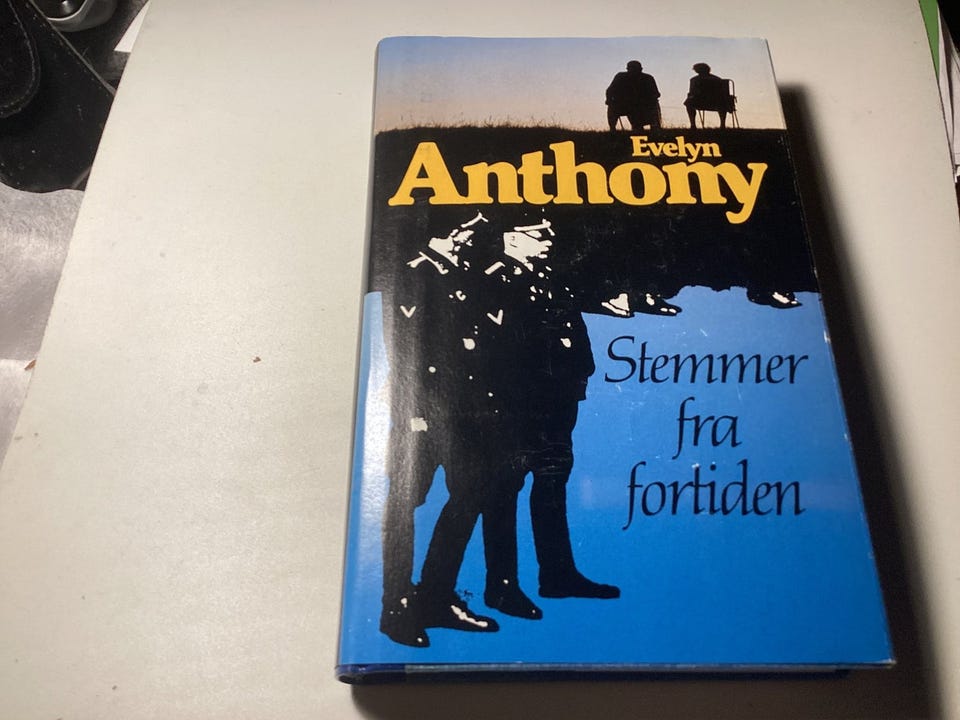 Evelyn
Anthony
Stemmer
fra
fortiden